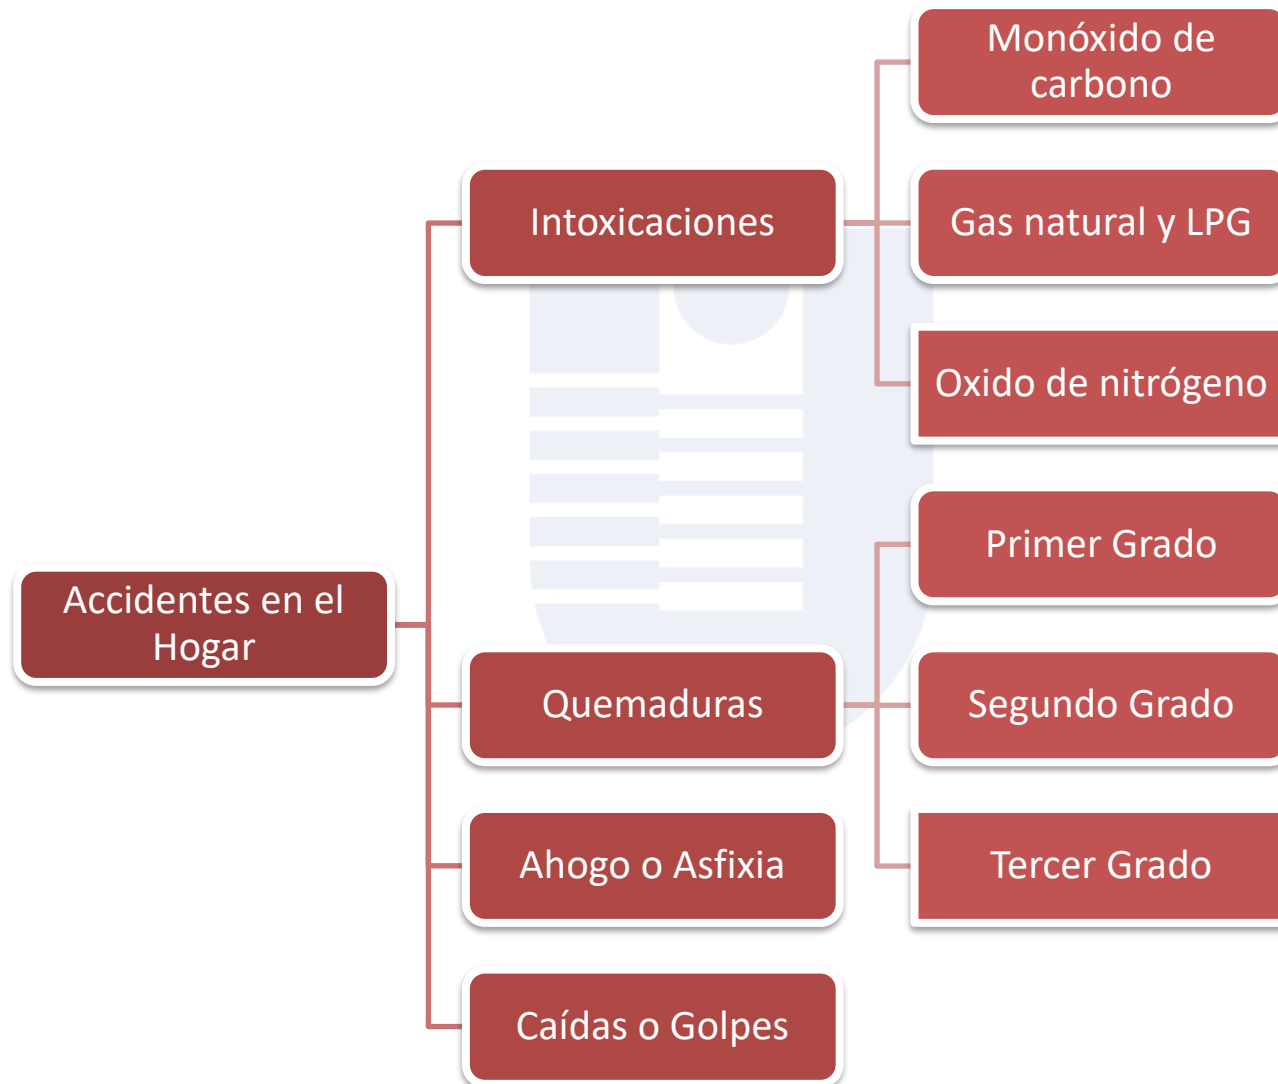 Accidentes en el
Hogar
Intoxicaciones
Monóxido de
carbono
Gas natural y LPG
Oxido de nitrógeno
Quemaduras
Primer Grado
Segundo Grado
Tercer Grado
Ahogo o Asfixia
Caídas o Golpes